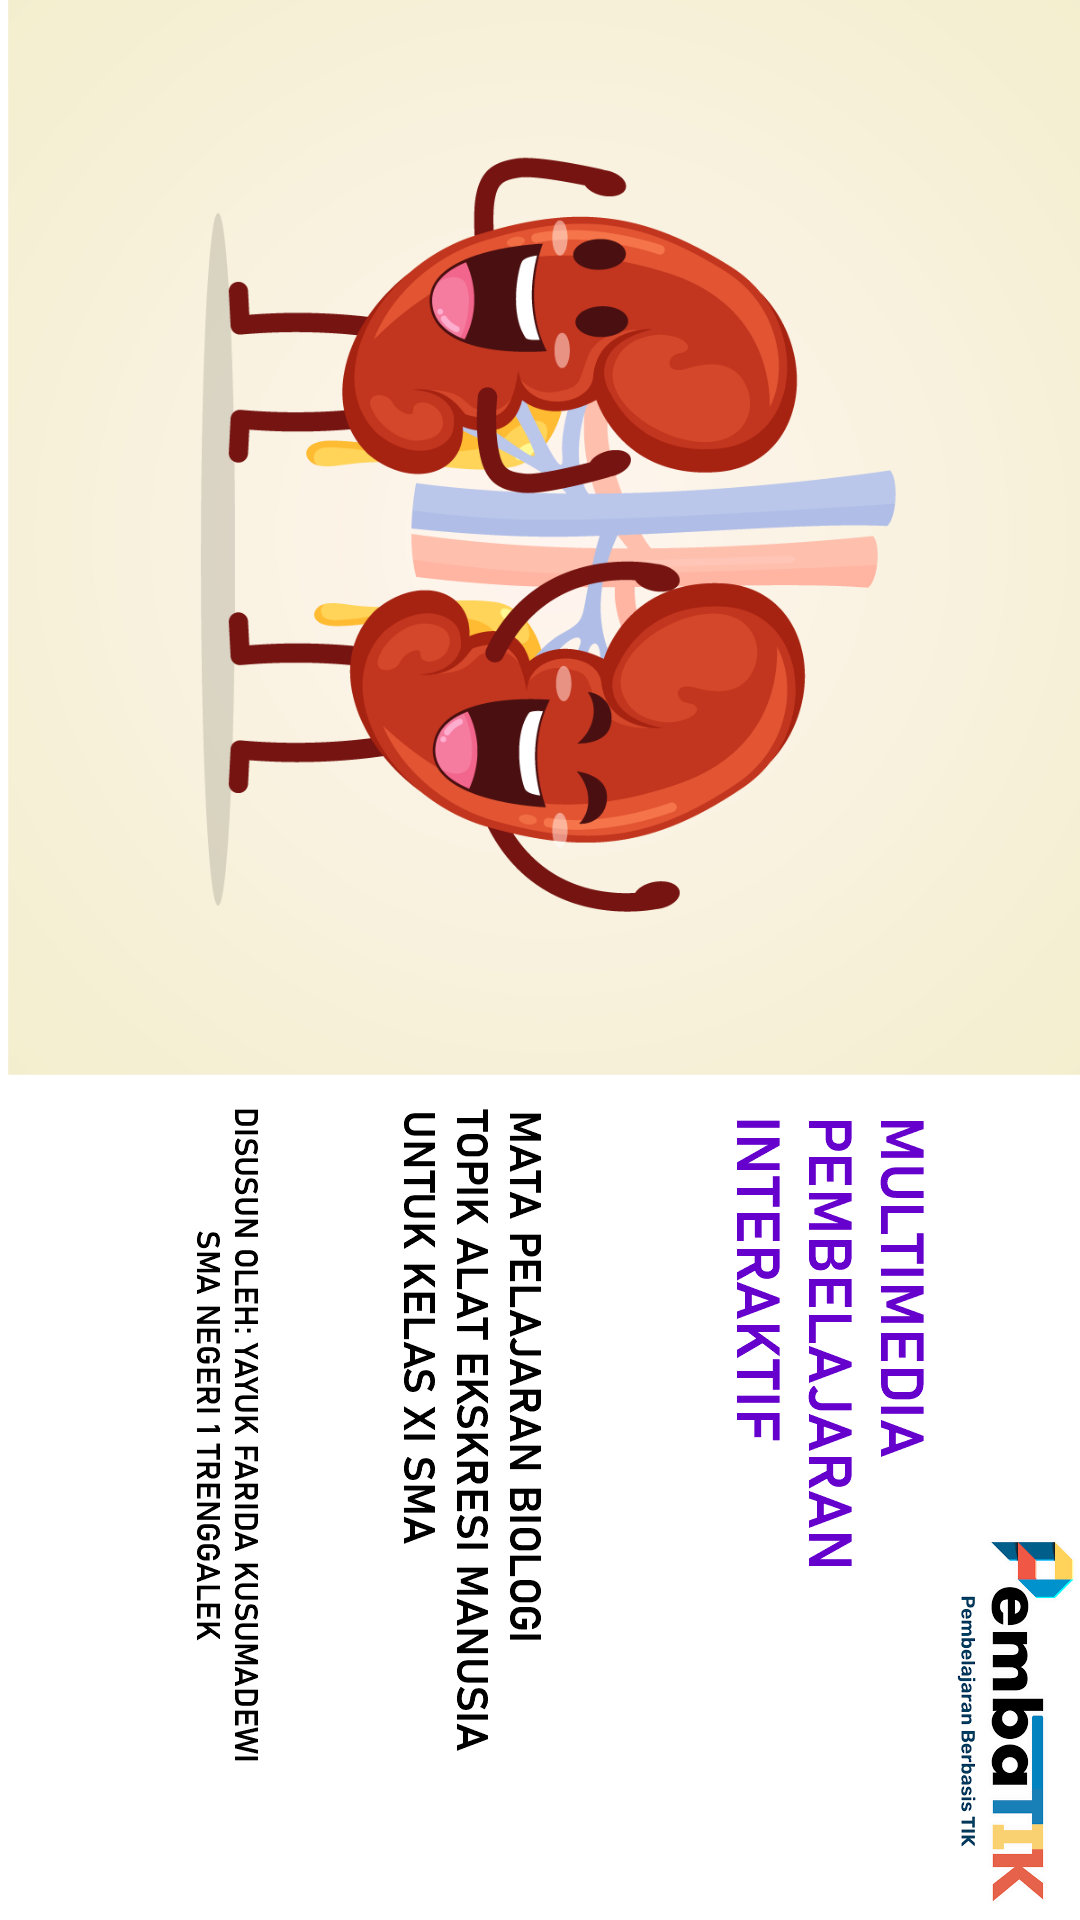 PembaTIK
Pembelajaran Berbasis TIK
MULTIMEDIA
PEMBELAJARAN
INTERAKTIF
MATA PELAJARAN BIOLOGI
TOPIK ALAT EKSKRESI MANUSIA
UNTUK KELAS XI SMA
DISUSUN OLEH: YAYUK FARIDA KUSUMADEWI
SMA NEGERI 1 TRENGGALEK